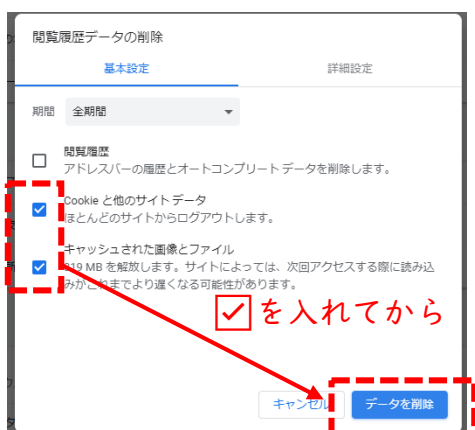 閲覧履歴データの削除
基本設定
詳細設定
期間 全期間
閲覧履歴
アドレスバーの履歴とオートコンプリート データを削除します。
Cookie と他のサイトデータ
ほとんどのサイトからログアウトします。
キャッシュされた画像とファイル
319 MB を解放します。サイトによっては、次回アクセスする際に読み込
みがこれまでより遅くなる可能性があります。
を入れてから
キャンセル
データを削除